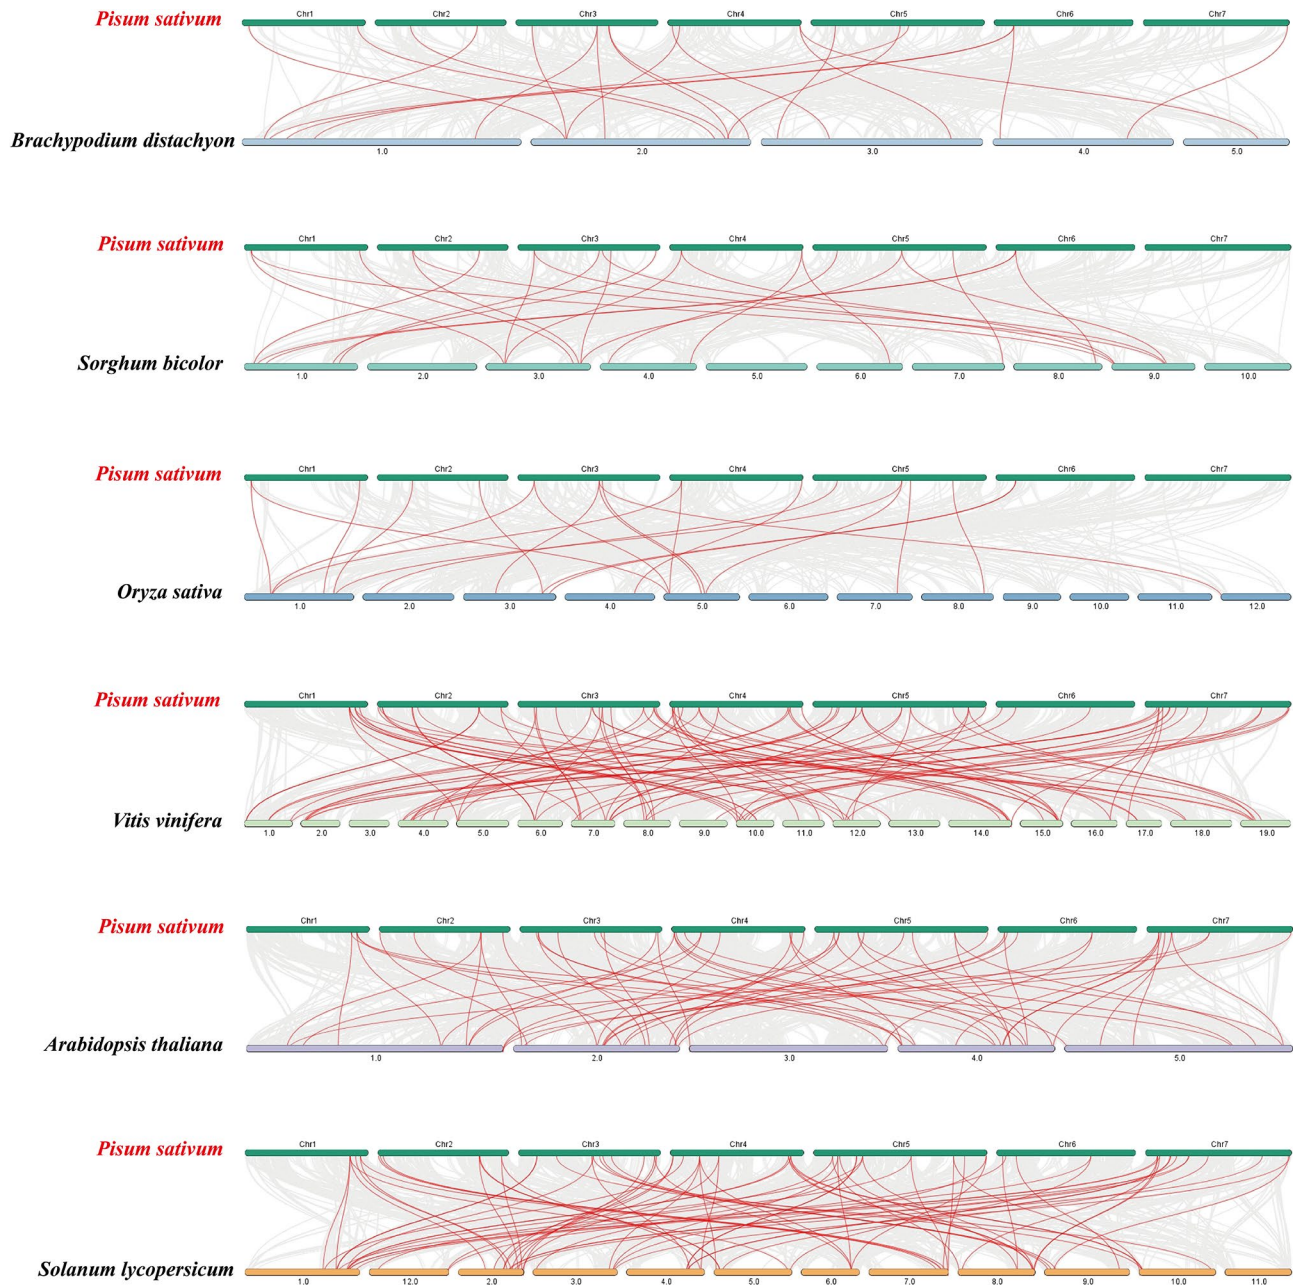 Pisum sativum Chr1 Chr2 Chr3 Chr4 Chr5 Chr6 Chr7
Brachypodium distachyon
1.0 2.0 3.0 4.0 5.0
Pisum sativum Chr1 Chr2 Chr3 Chr4 Chr5 Chr6 Chr7
Sorghum bicolor
1.0 2.0 3.0 4.0 5.0 6.0 7.0 8.0 9.0 10.0
Pisum sativum Chr1 Chr2 Chr3 Chr4 Chr5 Chr6 Chr7
Oryza sativa
1.0 2.0 3.0 4.0 5.0 6.0 7.0 8.0 9.0 10.0 11.0 12.0
Pisum sativum Chr1 Chr2 Chr3 Chr4 Chr5 Chr6 Chr7
Vitis vinifera
1.0 2.0 3.0 4.0 5.0 6.0 7.0 8.0 9.0 10.0 11.0 12.0 13.0 14.0 15.0 16.0 17.0 18.0 19.0
Pisum sativum Chr1 Chr2 Chr3 Chr4 Chr5 Chr6 Chr7
Arabidopsis thaliana
1.0 2.0 3.0 4.0 5.0
Pisum sativum Chr1 Chr2 Chr3 Chr4 Chr5 Chr6 Chr7
Solanum lycopersicum
1.0 12.0 2.0 3.0 4.0 5.0 6.0 7.0 8.0 9.0 10.0 11.0